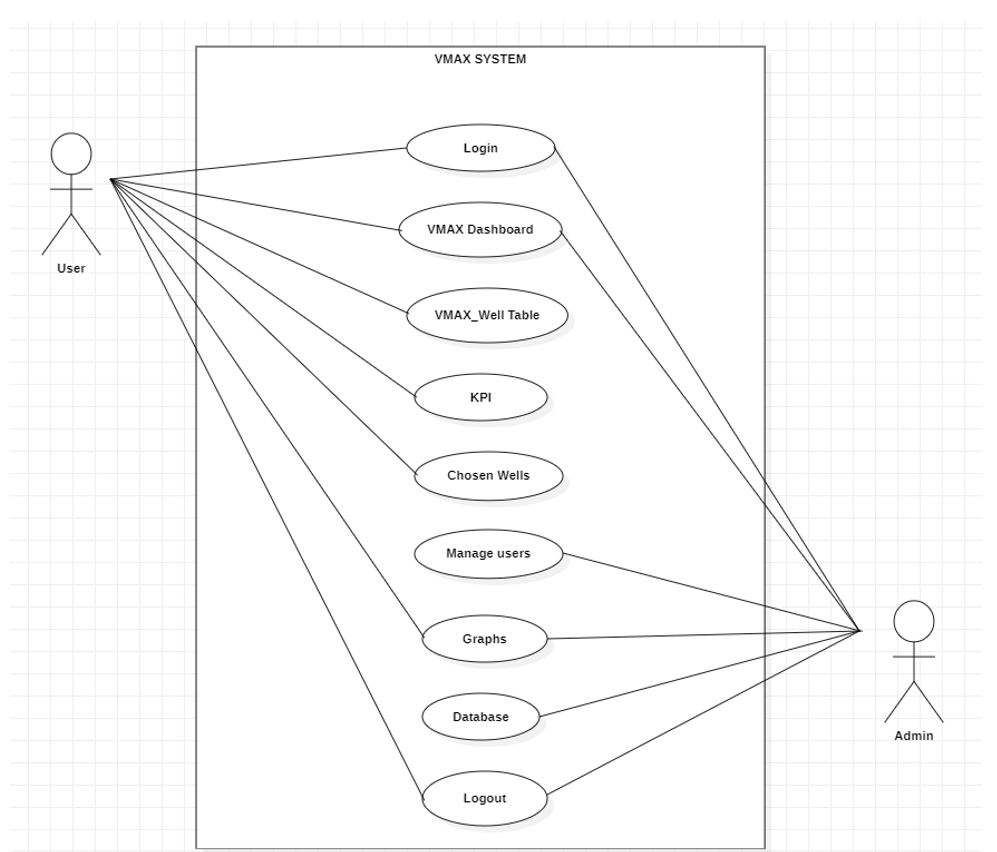 VMAX SYSTEM
Login
VMAX Dashboard
User
VMAX_Well Table
KPI
Chosen Wells
Manage users
Graphs
Database
Admin
Logout